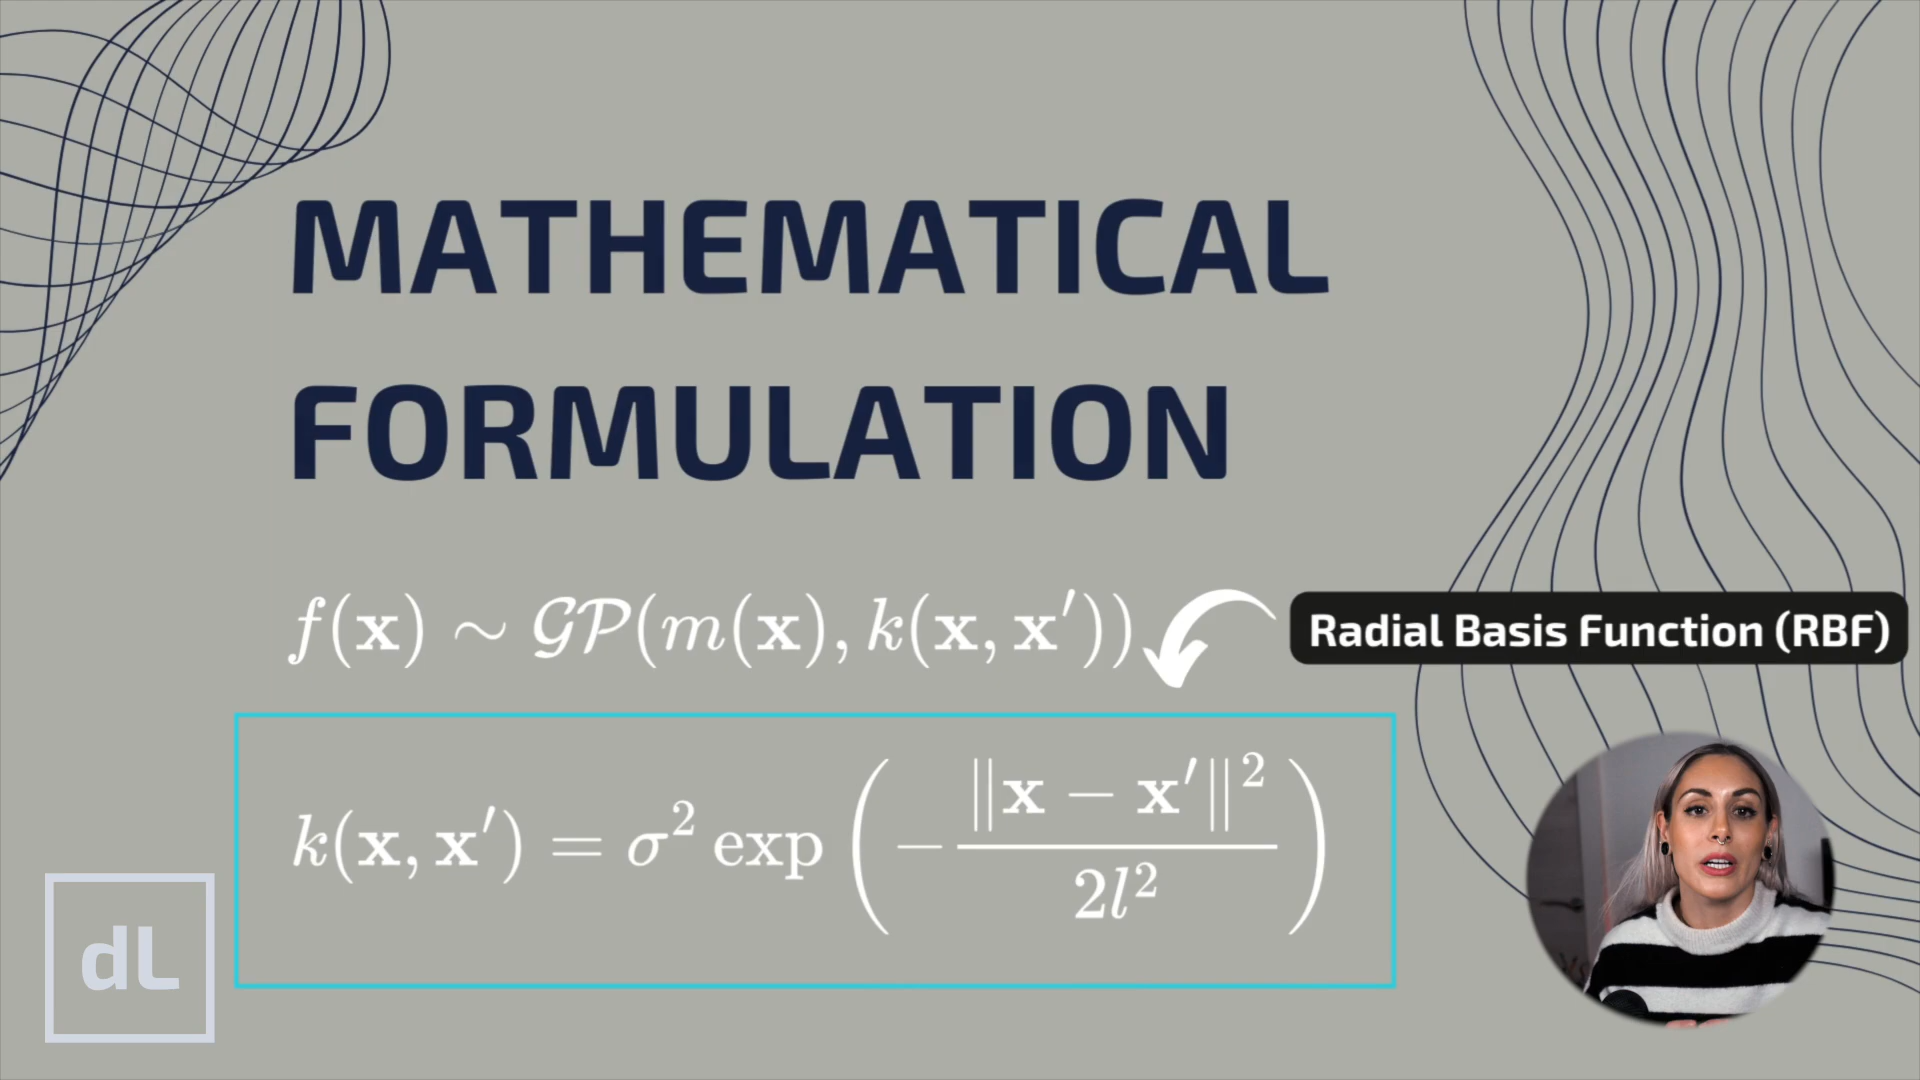 MATHEMATICAL
FORMULATION
f(x) ∼ 𝒢𝒫(m(x), k(x, x′))
Radial Basis Function (RBF)
k(x, x′) = σ² exp(−‖x − x′‖² / 2l²)
dL